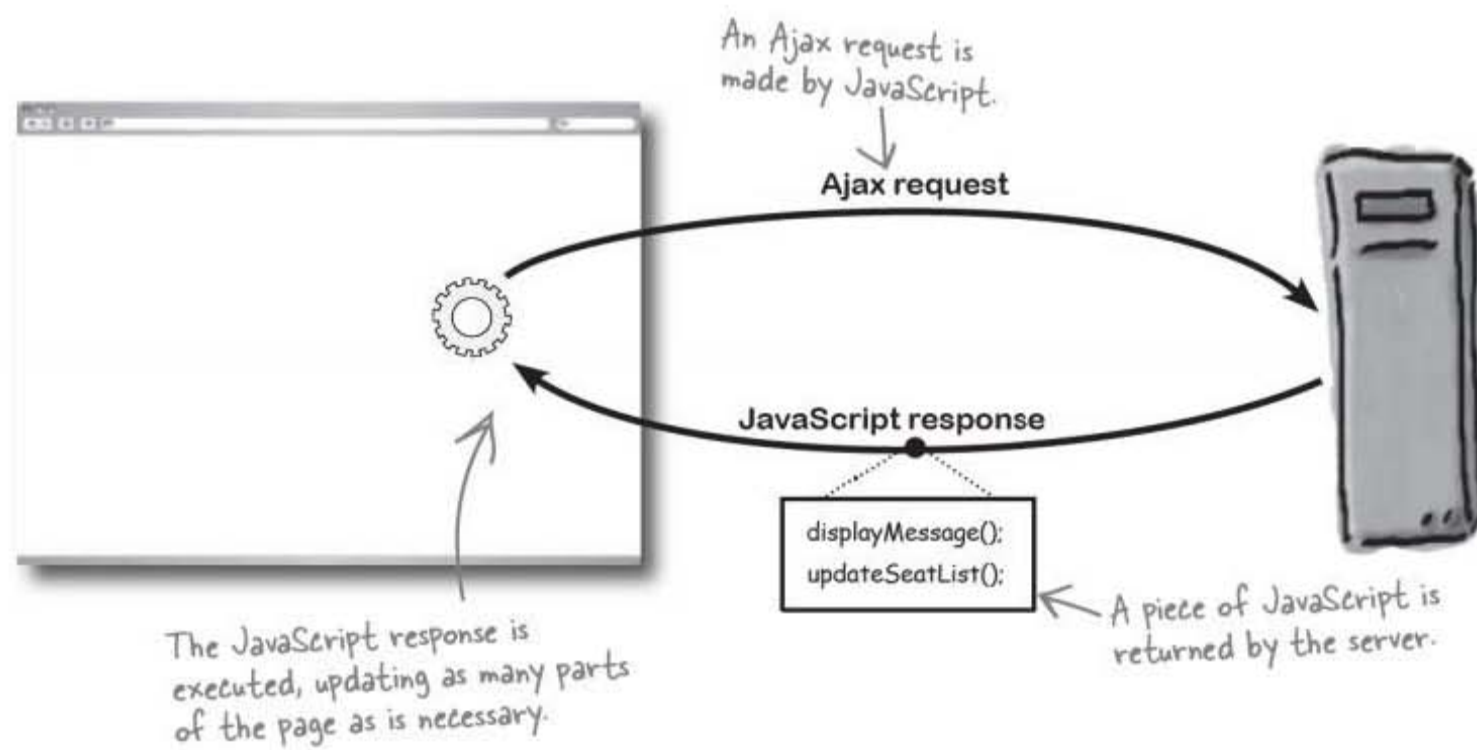 An Ajax request is
made by JavaScript.
Ajax request
JavaScript response
displayMessage();
updateSeatList();
A piece of JavaScript is
returned by the server.
The JavaScript response is
executed, updating as many parts
of the page as is necessary.